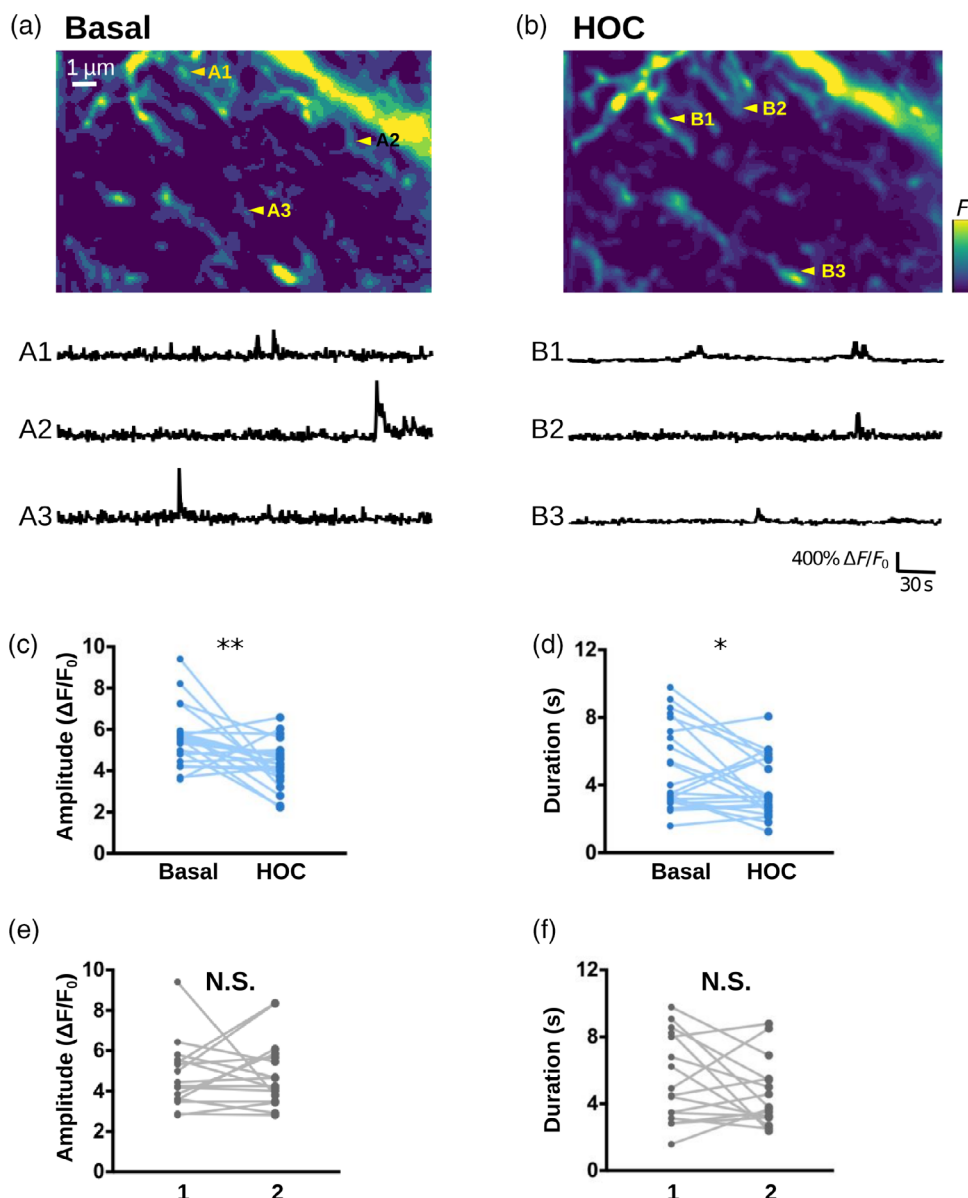 (a) Basal
(b) HOC
1 µm
A1
A2
A3
B1
B2
B3
F
A1
A2
A3
B1
B2
B3
400% ΔF/F0
30 s
(c)
**
Amplitude (ΔF/F0)
10
8
6
4
2
0
Basal HOC
(d)
*
Duration (s)
12
8
4
0
Basal HOC
(e)
N.S.
Amplitude (ΔF/F0)
10
8
6
4
2
0
1 2
(f)
N.S.
Duration (s)
12
8
4
0
1 2